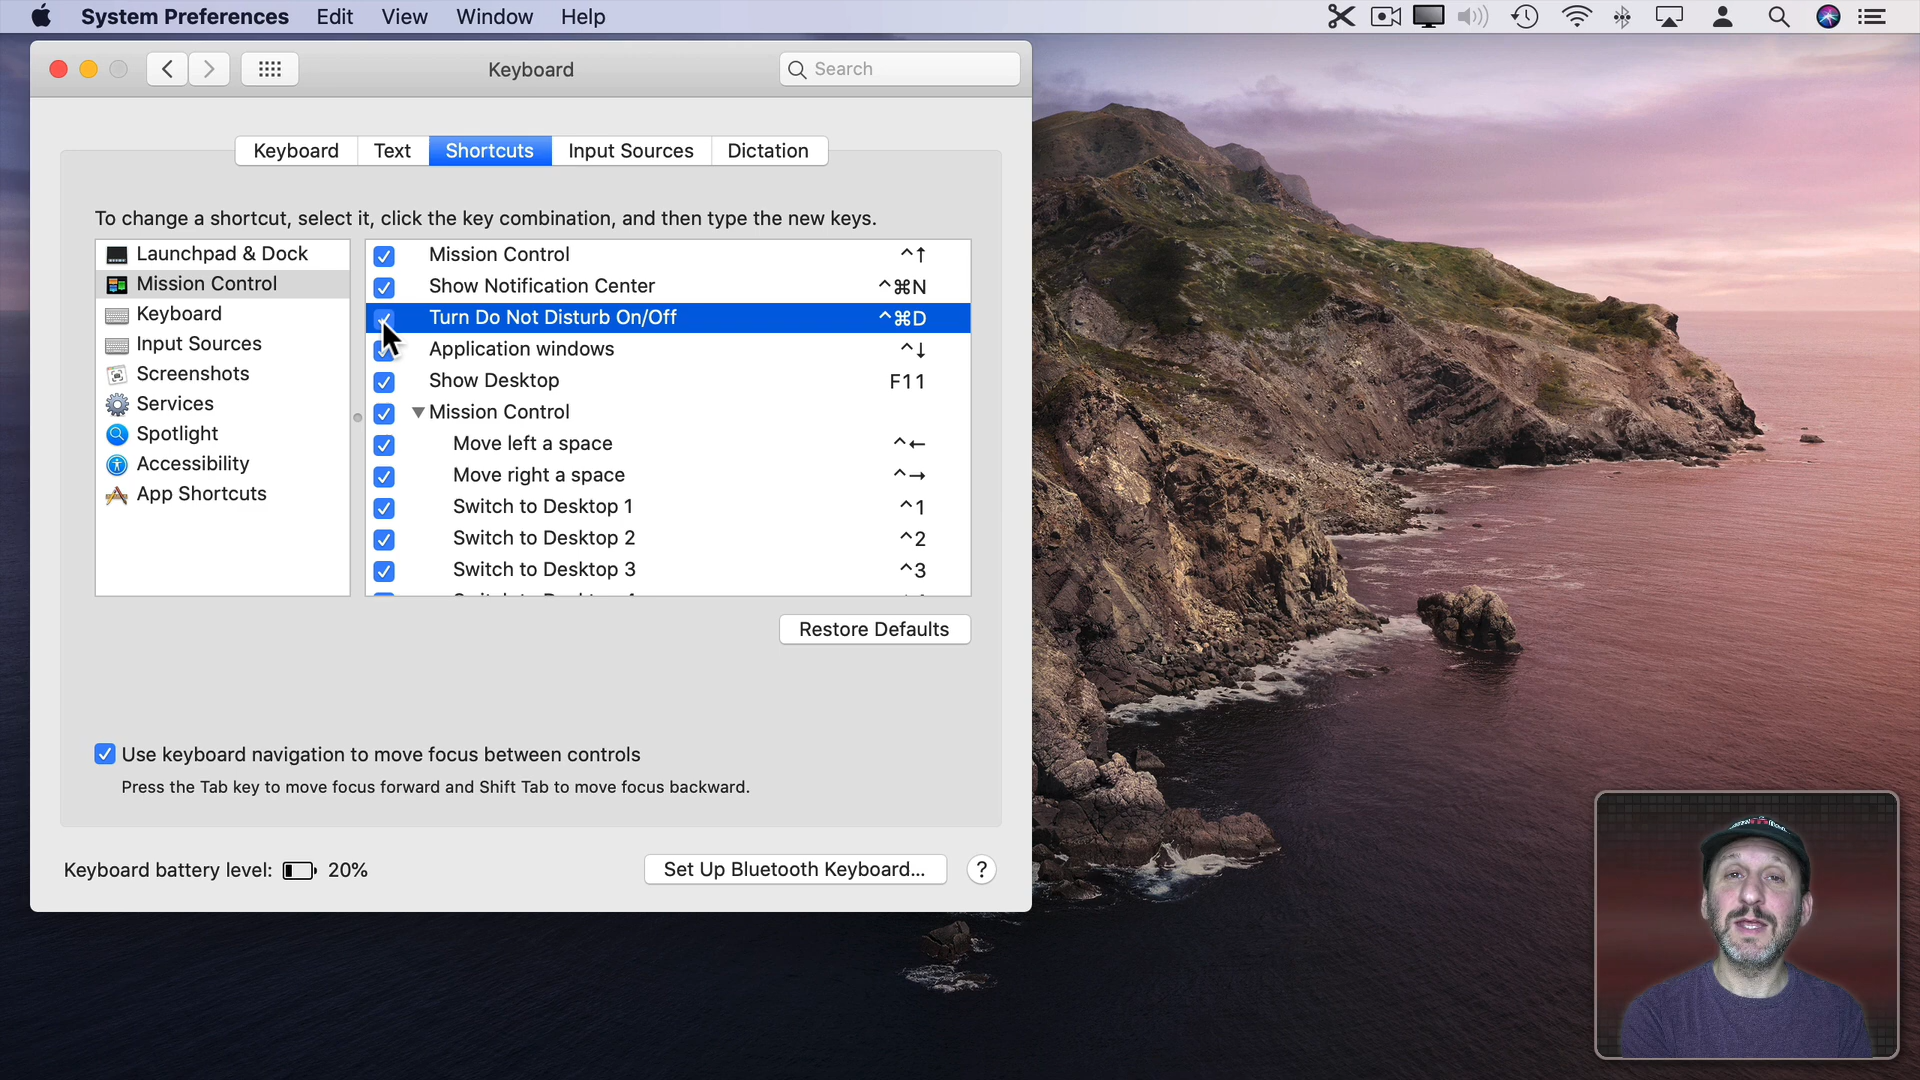 System Preferences Edit View Window Help
Keyboard
Search
Keyboard Text Shortcuts Input Sources Dictation
To change a shortcut, select it, click the key combination, and then type the new keys.
Launchpad & Dock
Mission Control
Keyboard
Input Sources
Screenshots
Services
Spotlight
Accessibility
App Shortcuts
Mission Control ^↑
Show Notification Center ^⌘N
Turn Do Not Disturb On/Off ^⌘D
Application windows ^↓
Show Desktop F11
Mission Control
Move left a space ^←
Move right a space ^→
Switch to Desktop 1 ^1
Switch to Desktop 2 ^2
Switch to Desktop 3 ^3
Restore Defaults
Use keyboard navigation to move focus between controls
Press the Tab key to move focus forward and Shift Tab to move focus backward.
Keyboard battery level: 20%
Set Up Bluetooth Keyboard...
?